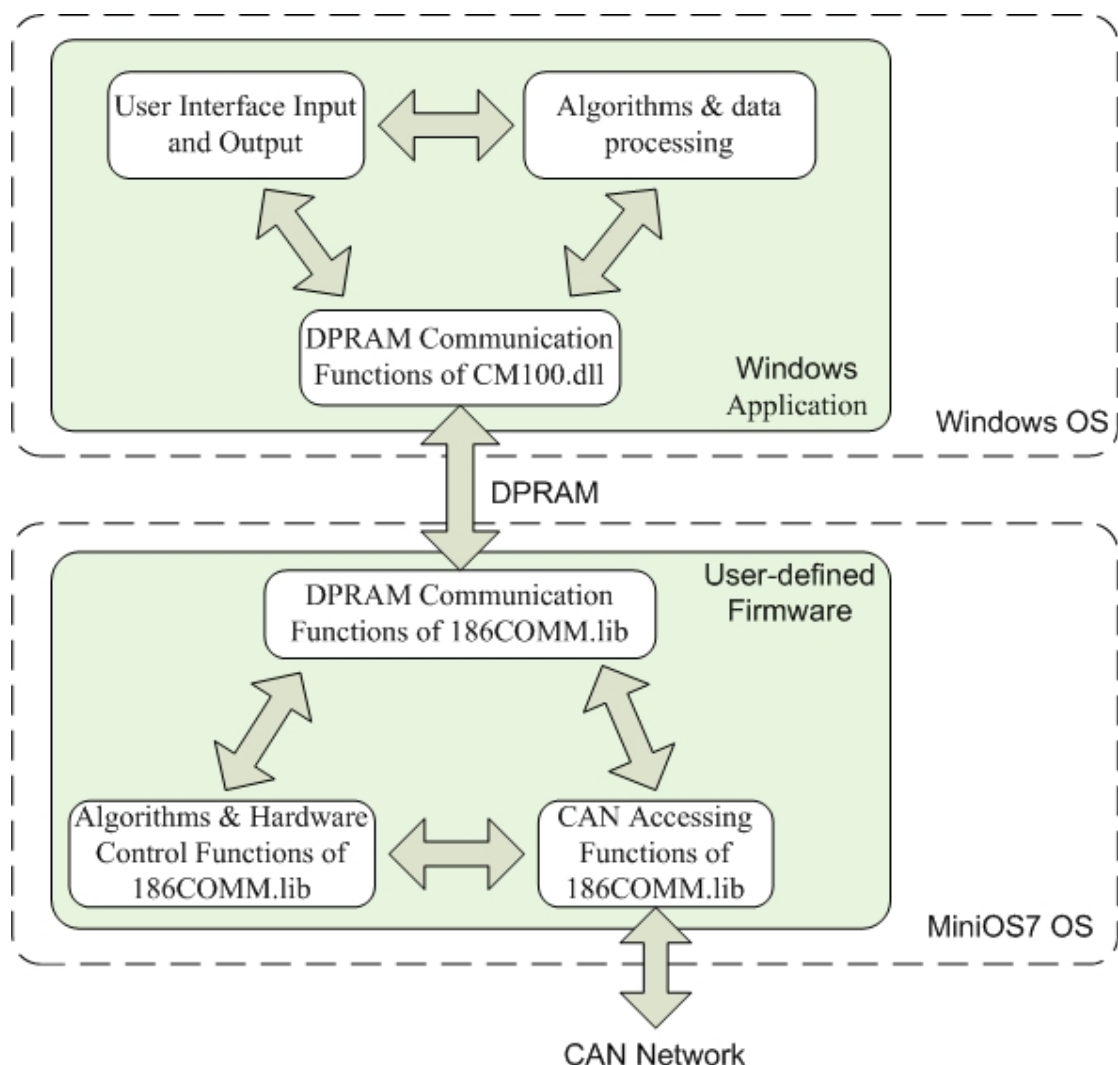 User Interface Input
and Output
Algorithms & data
processing
DPRAM Communication
Functions of CM100.dll
Windows
Application
Windows OS
DPRAM
User-defined
Firmware
DPRAM Communication
Functions of 186COMM.lib
Algorithms & Hardware
Control Functions of
186COMM.lib
CAN Accessing
Functions of
186COMM.lib
MiniOS7 OS
CAN Network